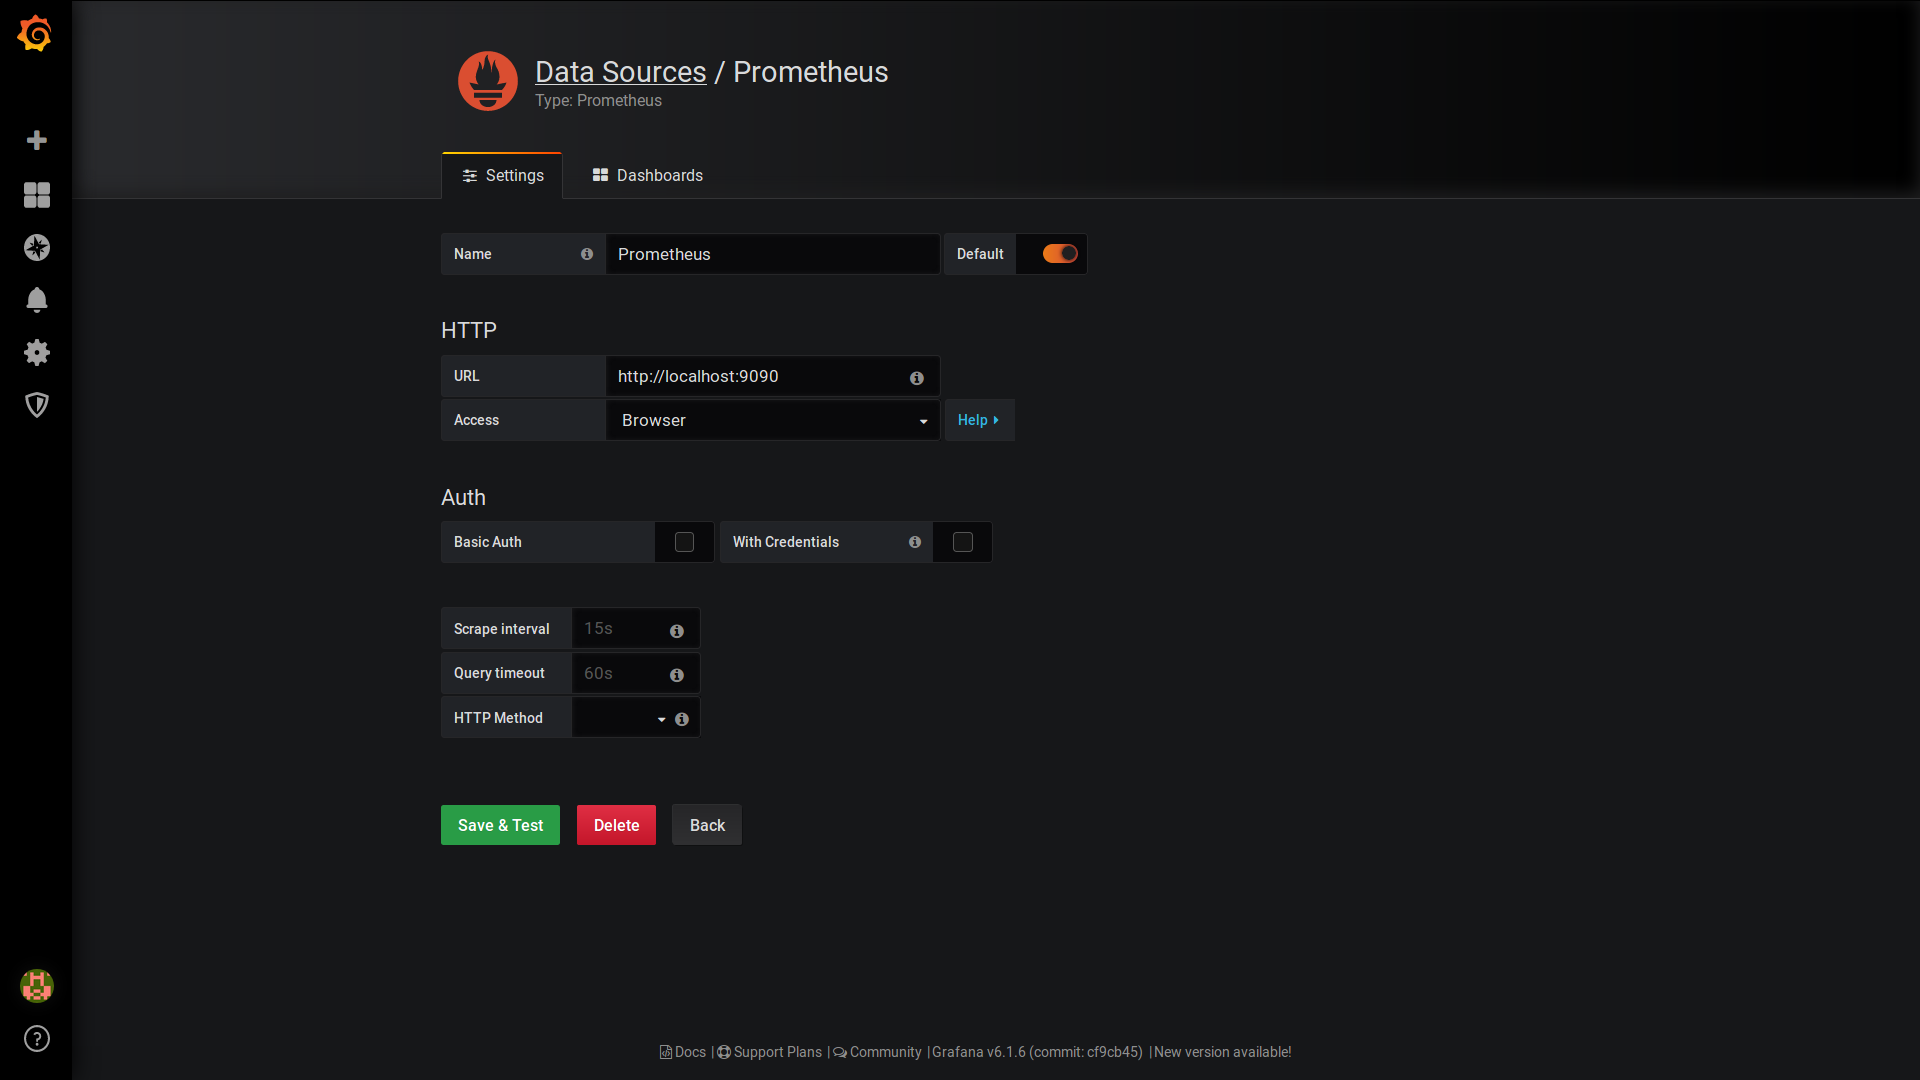 Data Sources / Prometheus
Type: Prometheus
Settings
Dashboards
Name
Prometheus
Default
HTTP
URL
http://localhost:9090
Access
Browser
Help
Auth
Basic Auth
With Credentials
Scrape interval
15s
Query timeout
60s
HTTP Method
Save & Test
Delete
Back
Docs | Support Plans | Community | Grafana v6.1.6 (commit: cf9cb45) | New version available!